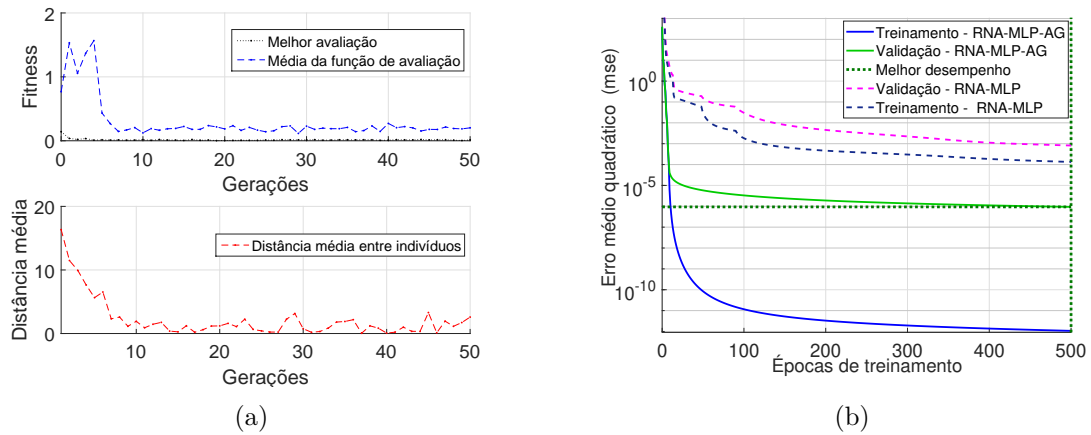 2
1
0
Fitness
Melhor avaliação
Média da função de avaliação
0 10 20 30 40 50
Gerações
20
10
0
Distância média
Distância média entre indivíduos
10 20 30 40 50
Gerações
(a)
Erro médio quadrático (mse)
10^0
10^-5
10^-10
Treinamento - RNA-MLP-AG
Validação - RNA-MLP-AG
Melhor desempenho
Validação - RNA-MLP
Treinamento - RNA-MLP
0 100 200 300 400 500
Épocas de treinamento
(b)